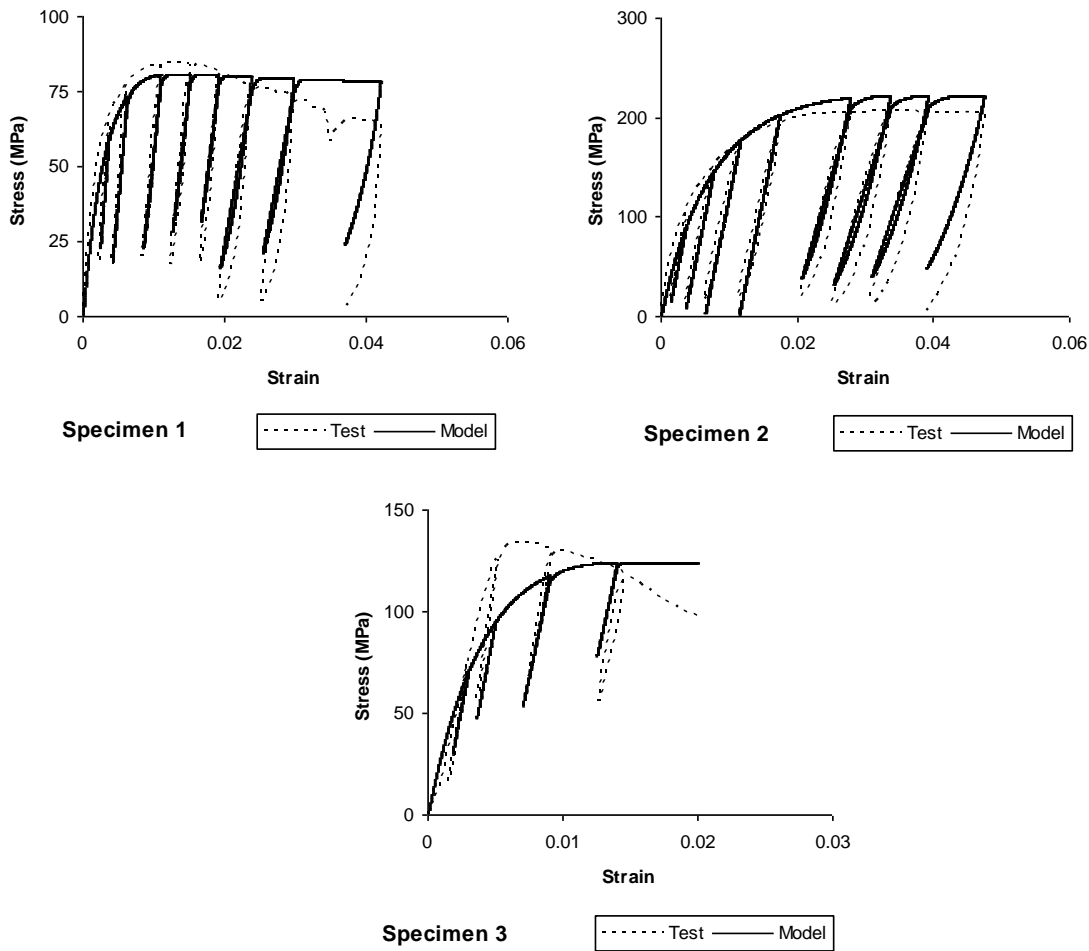 100
75
50
25
0
Stress (MPa)
0
0.02
0.04
0.06
Strain
Specimen 1
Test
Model
300
200
100
0
Stress (MPa)
0
0.02
0.04
0.06
Strain
Specimen 2
Test
Model
150
100
50
0
Stress (MPa)
0
0.01
0.02
0.03
Strain
Specimen 3
Test
Model